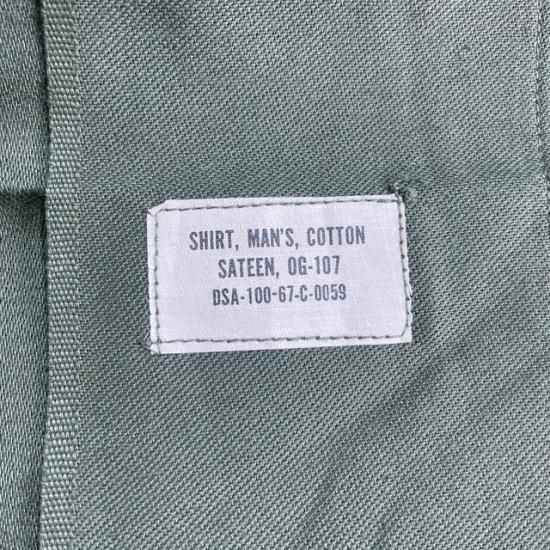 SHIRT, MAN'S, COTTON
SATEEN, OG-107
DSA-100-67-C-0059